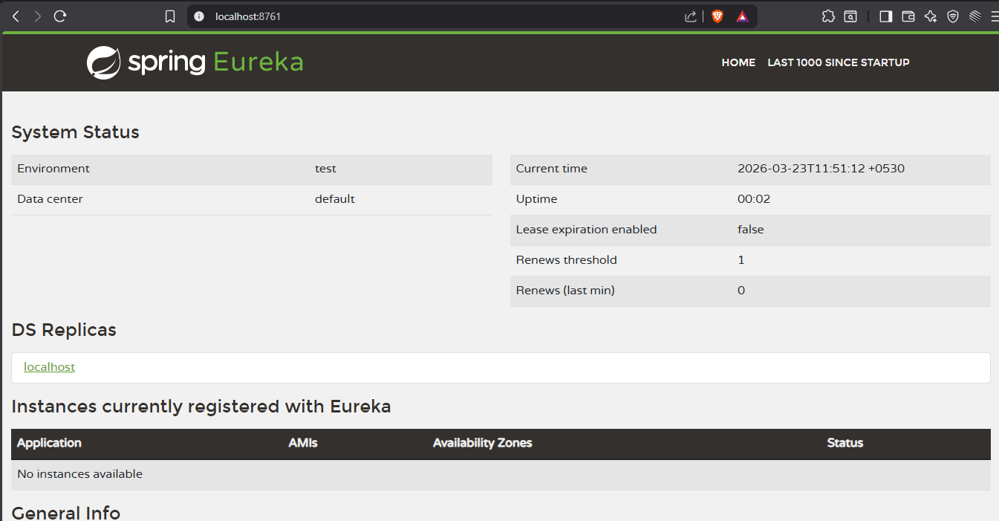 localhost:8761
spring Eureka
HOME LAST 1000 SINCE STARTUP
System Status
Environment test
Data center default
Current time 2026-03-23T11:51:12 +0530
Uptime 00:02
Lease expiration enabled false
Renews threshold 1
Renews (last min) 0
DS Replicas
localhost
Instances currently registered with Eureka
Application AMIs Availability Zones Status
No instances available
General Info